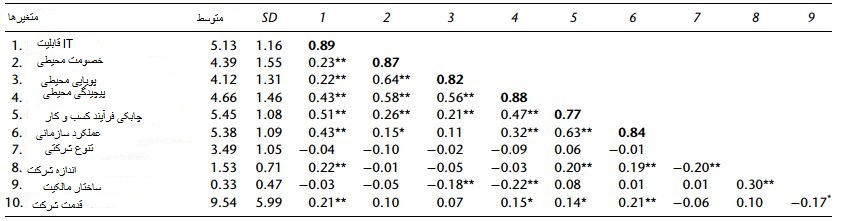 متغیرها متوسط SD 1 2 3 4 5 6 7 8 9
1. قابلیت IT 5.13 1.16 0.89
2. خصومت محیطی 4.39 1.55 0.23** 0.87
3. پویایی محیطی 4.12 1.31 0.22** 0.64** 0.82
4. پیچیدگی محیطی 4.66 1.46 0.43** 0.58** 0.56** 0.88
5. چابکی فرآیند کسب و کار 5.45 1.08 0.51** 0.26** 0.21** 0.47** 0.77
6. عملکرد سازمانی 5.38 1.09 0.43** 0.15* 0.11 0.32** 0.63** 0.84
7. تنوع شرکتی 3.49 1.05 −0.04 −0.10 −0.02 −0.09 0.06 −0.01
8. اندازه شرکت 1.53 0.71 0.22** −0.01 −0.05 −0.03 0.20** 0.19** −0.20**
9. ساختار مالکیت 0.33 0.47 −0.03 −0.05 −0.18** −0.22** 0.08 0.01 0.01 0.30**
10. قدمت شرکت 9.54 5.99 0.21** 0.10 0.07 0.15* 0.14* 0.21** −0.06 0.10 −0.17*